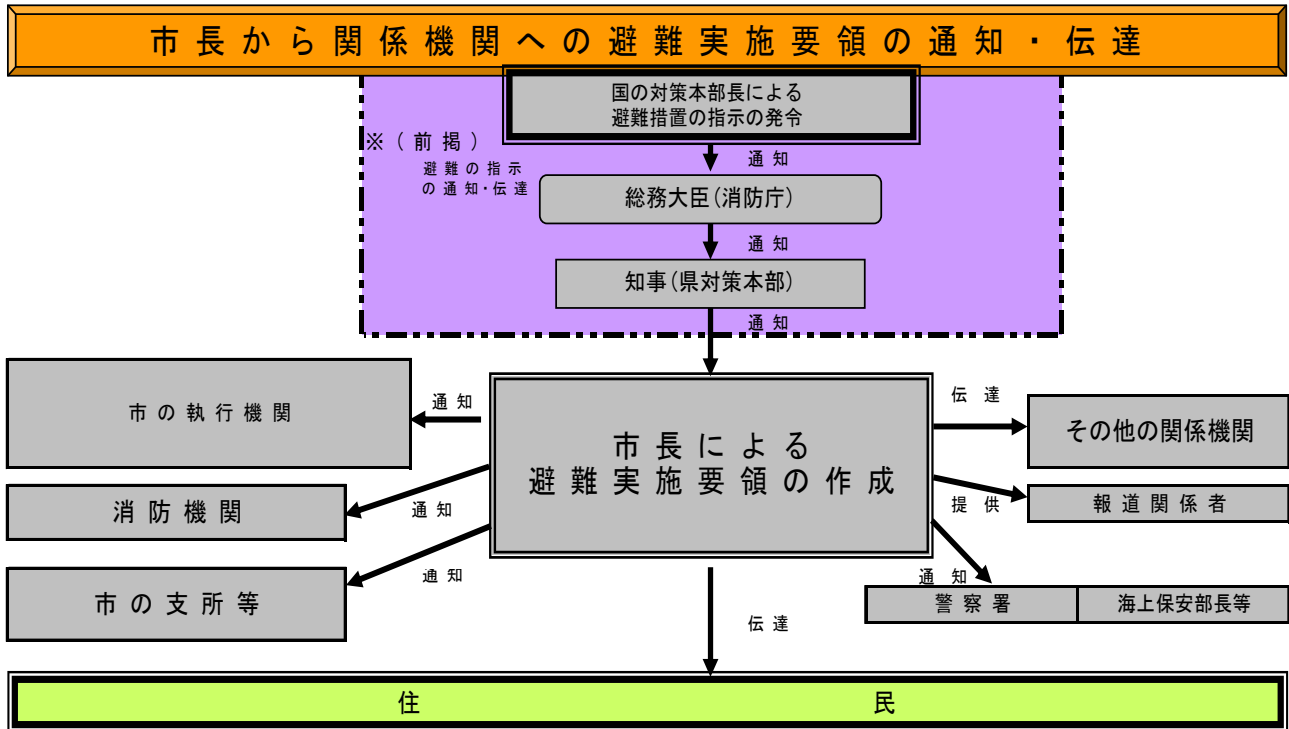 市長から関係機関への避難実施要領の通知・伝達
国の対策本部長による
避難措置の指示の発令
※(前掲)
避難の指示
の通知・伝達
通知
総務大臣(消防庁)
通知
知事(県対策本部)
通知
市の執行機関
通知
市長による
避難実施要領の作成
伝達
その他の関係機関
消防機関
通知
提供
報道関係者
市の支所等
通知
通知
警察署
海上保安部長等
伝達
住民